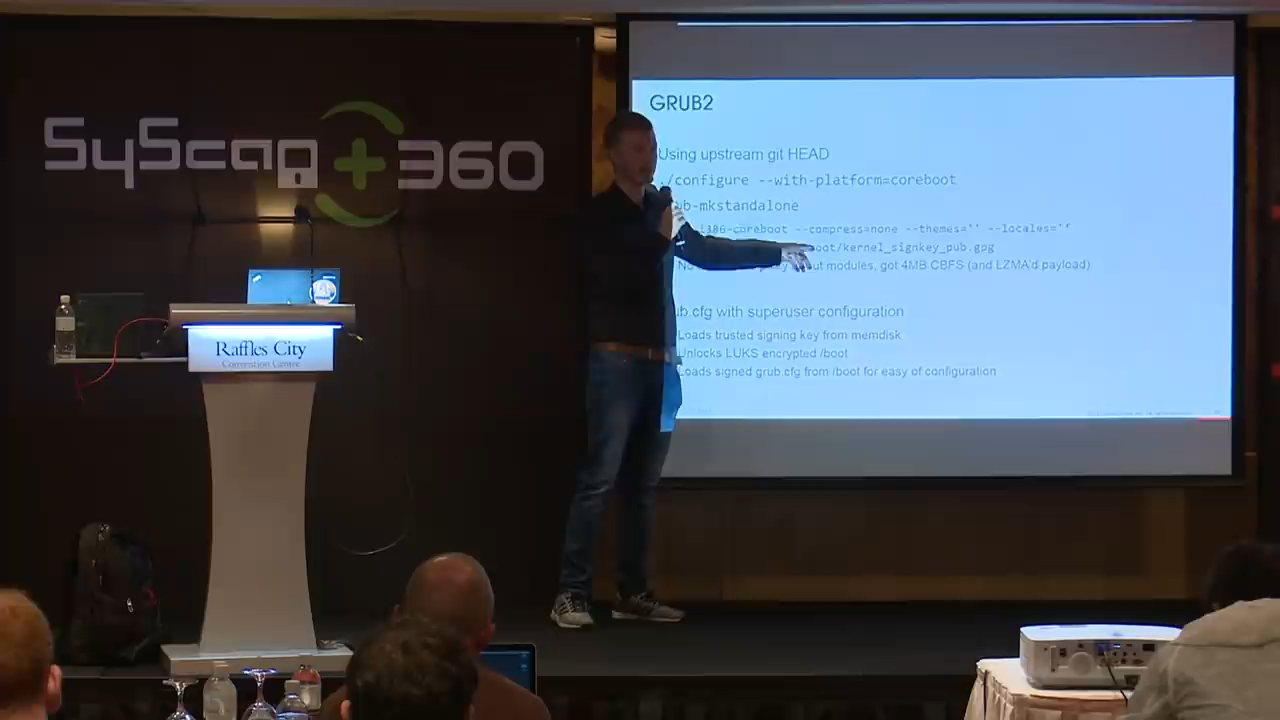 SyScan+360
Raffles City
Convention Centre
GRUB2
Using upstream git HEAD
./configure --with-platform=coreboot
ub-mkstandalone
i386-coreboot --compress=none --themes='' --locales=''
oot/kernel_signkey_pub.gpg
No ut modules, got 4MB CBFS (and LZMA'd payload)
ub.cfg with superuser configuration
Loads trusted signing key from memdisk
Unlocks LUKS encrypted /boot
Loads signed grub.cfg from /boot for easy of configuration